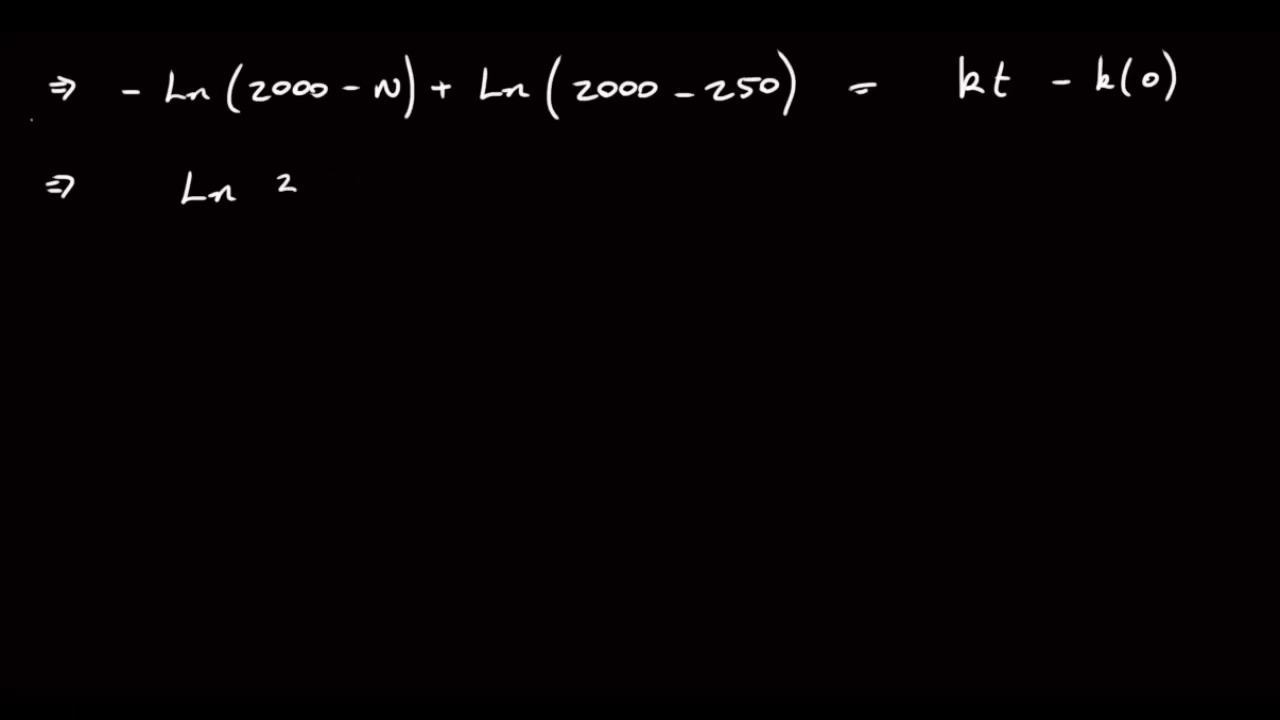 ⇒ - Ln (2000 - N) + Ln (2000 - 250) = kt - k(0)
⇒ Ln 2